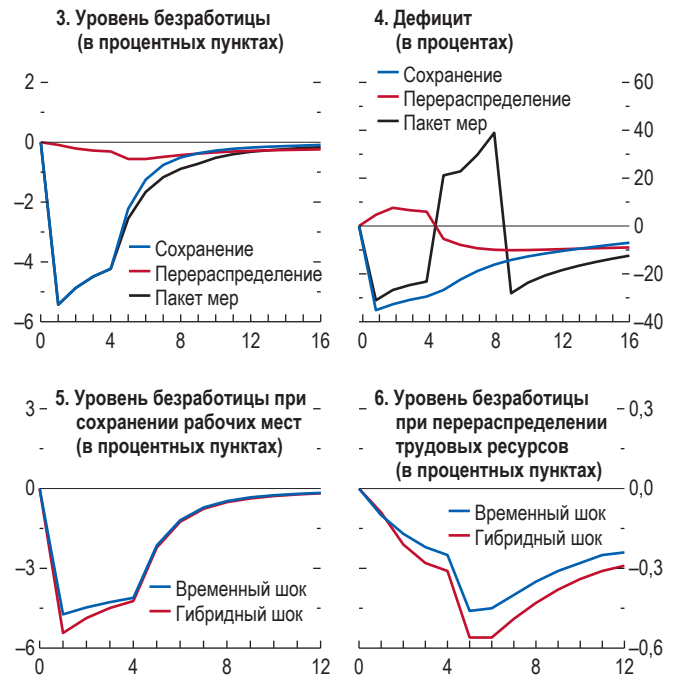 3. Уровень безработицы
(в процентных пунктах)
2
0
–2
–4
–6
Сохранение
Перераспределение
Пакет мер
0 4 8 12 16
4. Дефицит
(в процентах)
Сохранение
Перераспределение
Пакет мер
60
40
20
0
–20
–40
0 4 8 12 16
5. Уровень безработицы при
сохранении рабочих мест
(в процентных пунктах)
3
0
–3
–6
Временный шок
Гибридный шок
0 4 8 12
6. Уровень безработицы
при перераспределении
трудовых ресурсов
(в процентных пунктах)
0,3
0,0
–0,3
–0,6
Временный шок
Гибридный шок
0 4 8 12